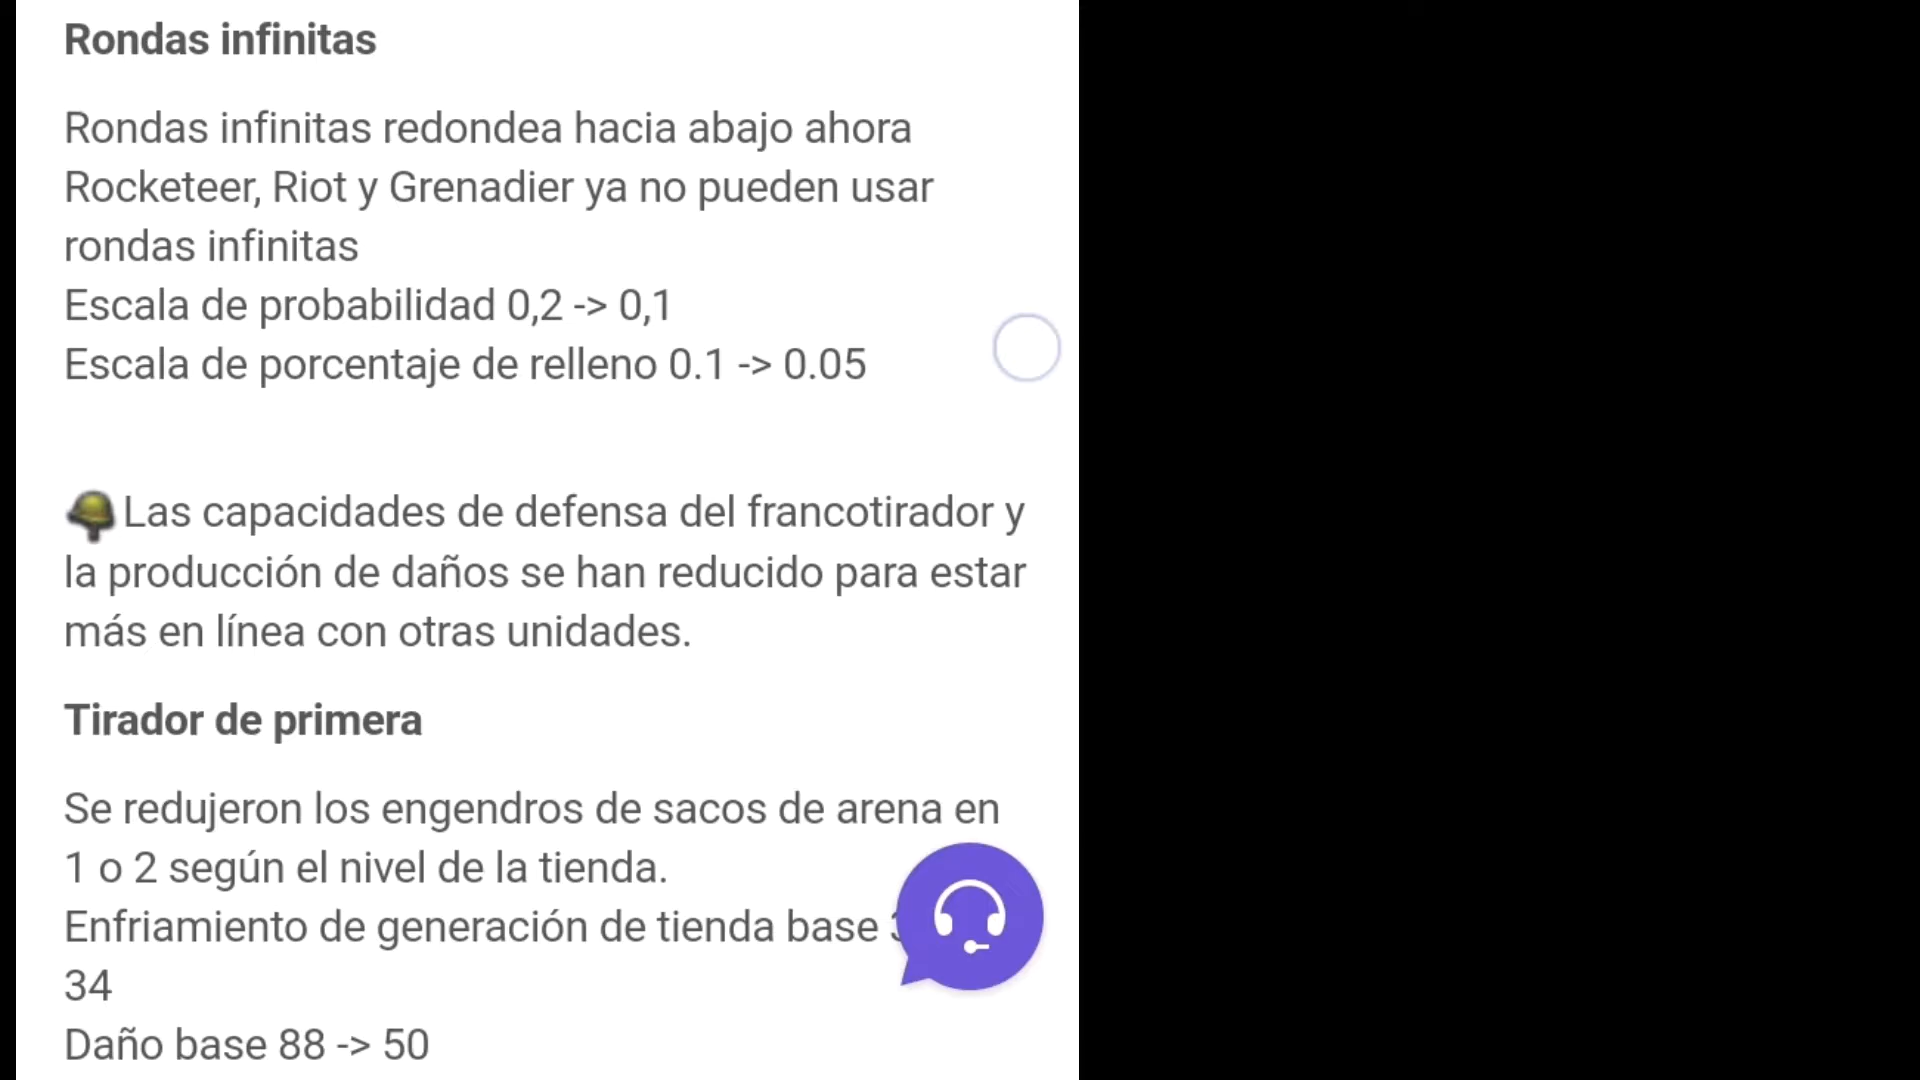 Rondas infinitas
Rondas infinitas redondea hacia abajo ahora
Rocketeer, Riot y Grenadier ya no pueden usar
rondas infinitas
Escala de probabilidad 0,2 -> 0,1
Escala de porcentaje de relleno 0.1 -> 0.05
Las capacidades de defensa del francotirador y
la producción de daños se han reducido para estar
más en línea con otras unidades.
Tirador de primera
Se redujeron los engendros de sacos de arena en
1 o 2 según el nivel de la tienda.
Enfriamiento de generación de tienda base
34
Daño base 88 -> 50